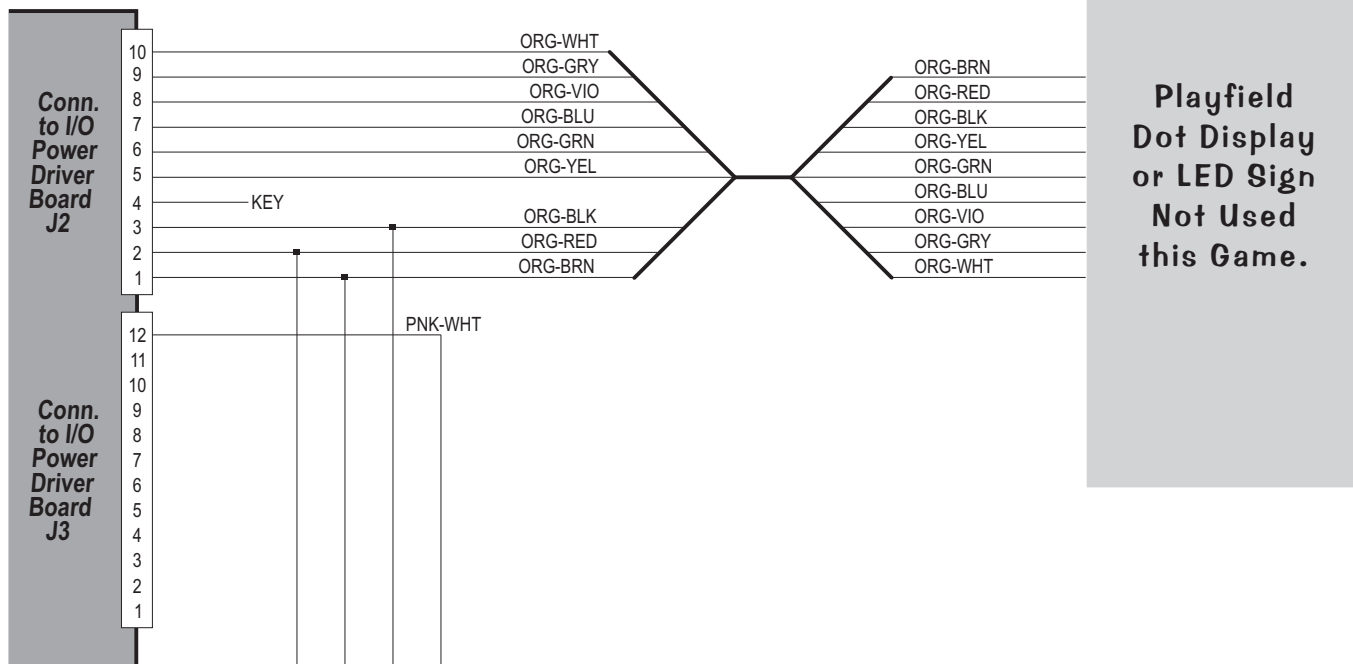 Conn.
to I/O
Power
Driver
Board
J2
10
9
8
7
6
5
4
3
2
1
ORG-WHT
ORG-GRY
ORG-VIO
ORG-BLU
ORG-GRN
ORG-YEL
KEY
ORG-BLK
ORG-RED
ORG-BRN
ORG-BRN
ORG-RED
ORG-BLK
ORG-YEL
ORG-GRN
ORG-BLU
ORG-VIO
ORG-GRY
ORG-WHT
Playfield
Dot Display
or LED Sign
Not Used
this Game.
Conn.
to I/O
Power
Driver
Board
J3
12
11
10
9
8
7
6
5
4
3
2
1
PNK-WHT